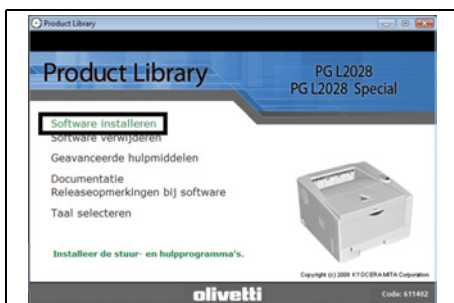 Product Library
Product Library
PG L2028
PG L2028 Special
Software installeren
Software verwijderen
Geavanceerde hulpmiddelen
Documentatie
Releaseopmerkingen bij software
Taal selecteren
Installeer de stuur- en hulpprogramma's.
Copyright (c) 2009 KYOCERA MITA Corporation
olivetti
Code: 611402